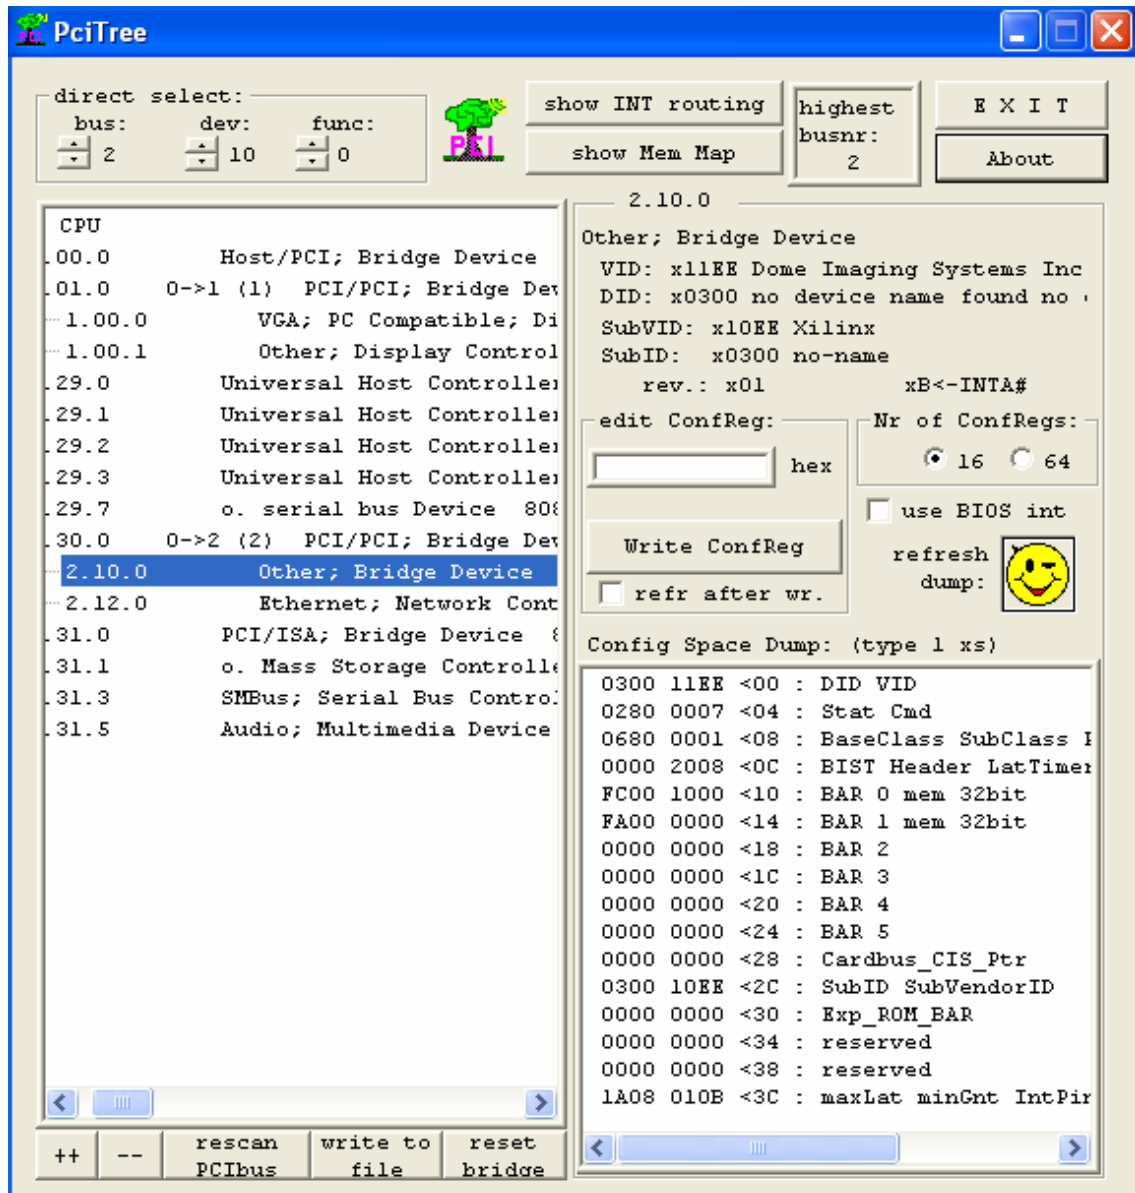 PciTree
direct select:
bus: dev: func:
2 10 0
PCI
show INT routing
show Mem Map
highest
busnr:
2
E X I T
About
CPU
.00.0 Host/PCI; Bridge Device
.01.0 0->1 (1) PCI/PCI; Bridge Dev
1.00.0 VGA; PC Compatible; Di
1.00.1 Other; Display Control
.29.0 Universal Host Controller
.29.1 Universal Host Controller
.29.2 Universal Host Controller
.29.3 Universal Host Controller
.29.7 o. serial bus Device 808
.30.0 0->2 (2) PCI/PCI; Bridge Dev
2.10.0 Other; Bridge Device
2.12.0 Ethernet; Network Cont
.31.0 PCI/ISA; Bridge Device 8
.31.1 o. Mass Storage Controlle
.31.3 SMBus; Serial Bus Control
.31.5 Audio; Multimedia Device
++
--
rescan
PCIbus
write to
file
reset
bridge
2.10.0
Other; Bridge Device
VID: x11EE Dome Imaging Systems Inc
DID: x0300 no device name found no
SubVID: x10EE Xilinx
SubID: x0300 no-name
rev.: x01 xB<-INTA#
edit ConfReg:
hex
Write ConfReg
refr after wr.
Nr of ConfRegs:
16 64
use BIOS int
refresh
dump:
Config Space Dump: (type 1 xs)
0300 11EE <00 : DID VID
0280 0007 <04 : Stat Cmd
0680 0001 <08 : BaseClass SubClass
0000 2008 <0C : BIST Header LatTimer
FC00 1000 <10 : BAR 0 mem 32bit
FA00 0000 <14 : BAR 1 mem 32bit
0000 0000 <18 : BAR 2
0000 0000 <1C : BAR 3
0000 0000 <20 : BAR 4
0000 0000 <24 : BAR 5
0000 0000 <28 : Cardbus_CIS_Ptr
0300 10EE <2C : SubID SubVendorID
0000 0000 <30 : Exp_ROM_BAR
0000 0000 <34 : reserved
0000 0000 <38 : reserved
1A08 010B <3C : maxLat minGnt IntPin